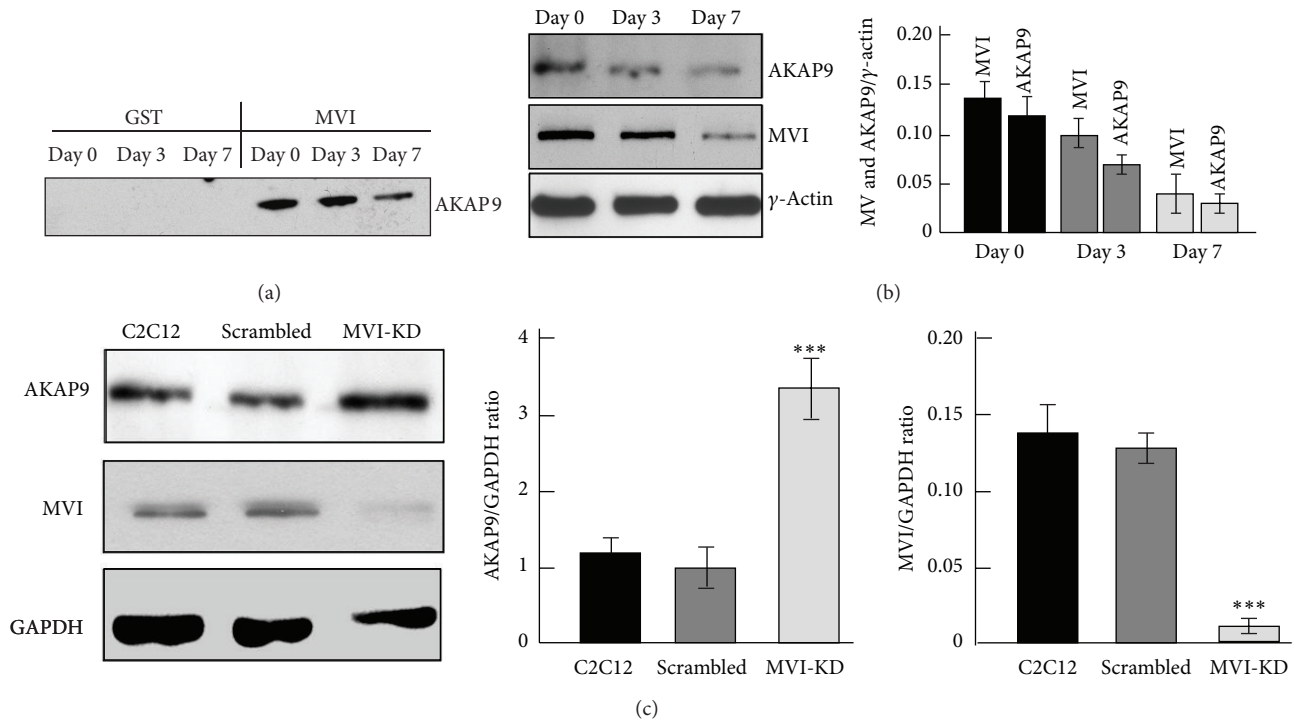 GST MVI
Day 0 Day 3 Day 7 Day 0 Day 3 Day 7
AKAP9
(a)
Day 0 Day 3 Day 7
AKAP9
MVI
γ-Actin
MV and AKAP9/γ-actin
0.20
0.15
0.10
0.05
0
MVI
AKAP9
MVI
AKAP9
MVI
AKAP9
Day 0 Day 3 Day 7
(b)
C2C12 Scrambled MVI-KD
AKAP9
MVI
GAPDH
AKAP9/GAPDH ratio
4
3
2
1
0
***
C2C12 Scrambled MVI-KD
MVI/GAPDH ratio
0.20
0.15
0.10
0.05
0
***
C2C12 Scrambled MVI-KD
(c)